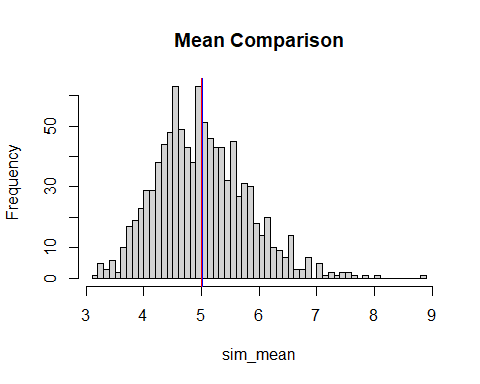 Mean Comparison
Frequency
50
30
10
0
3 4 5 6 7 8 9
sim_mean